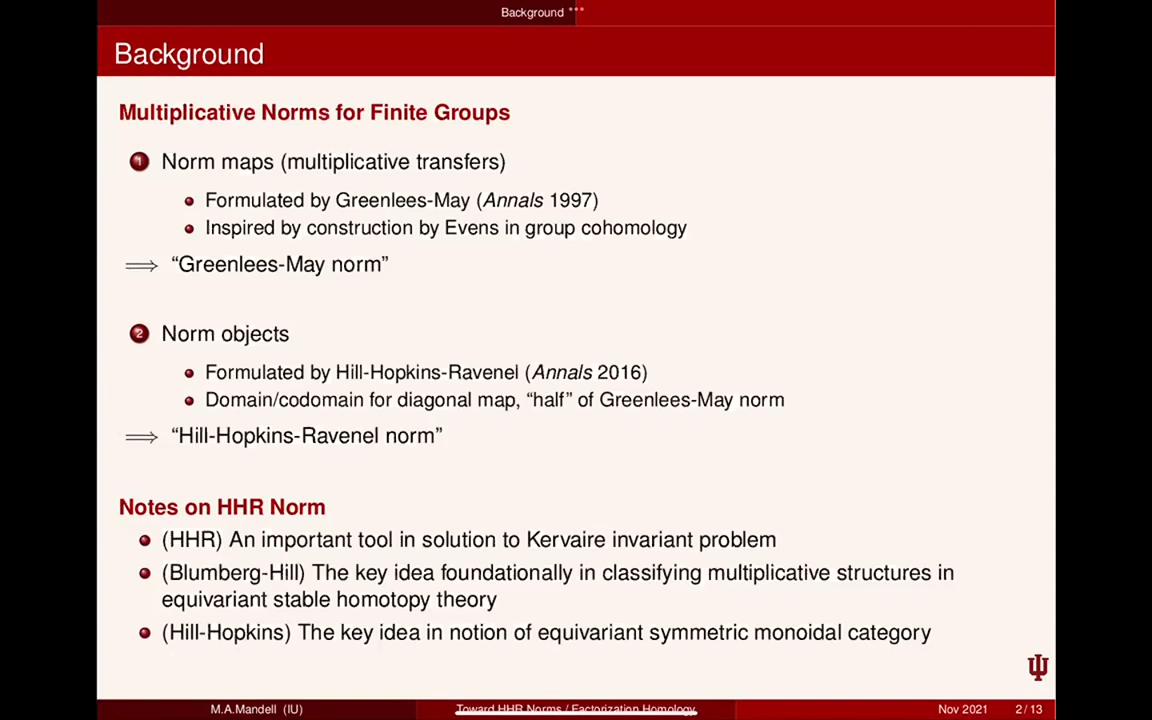 Background
Background
Multiplicative Norms for Finite Groups
1 Norm maps (multiplicative transfers)
Formulated by Greenlees-May (Annals 1997)
Inspired by construction by Evens in group cohomology
⟹ “Greenlees-May norm”
2 Norm objects
Formulated by Hill-Hopkins-Ravenel (Annals 2016)
Domain/codomain for diagonal map, “half” of Greenlees-May norm
⟹ “Hill-Hopkins-Ravenel norm”
Notes on HHR Norm
(HHR) An important tool in solution to Kervaire invariant problem
(Blumberg-Hill) The key idea foundationally in classifying multiplicative structures in
equivariant stable homotopy theory
(Hill-Hopkins) The key idea in notion of equivariant symmetric monoidal category
M.A.Mandell (IU) Toward HHR Norms / Factorization Homology Nov 2021 2 / 13